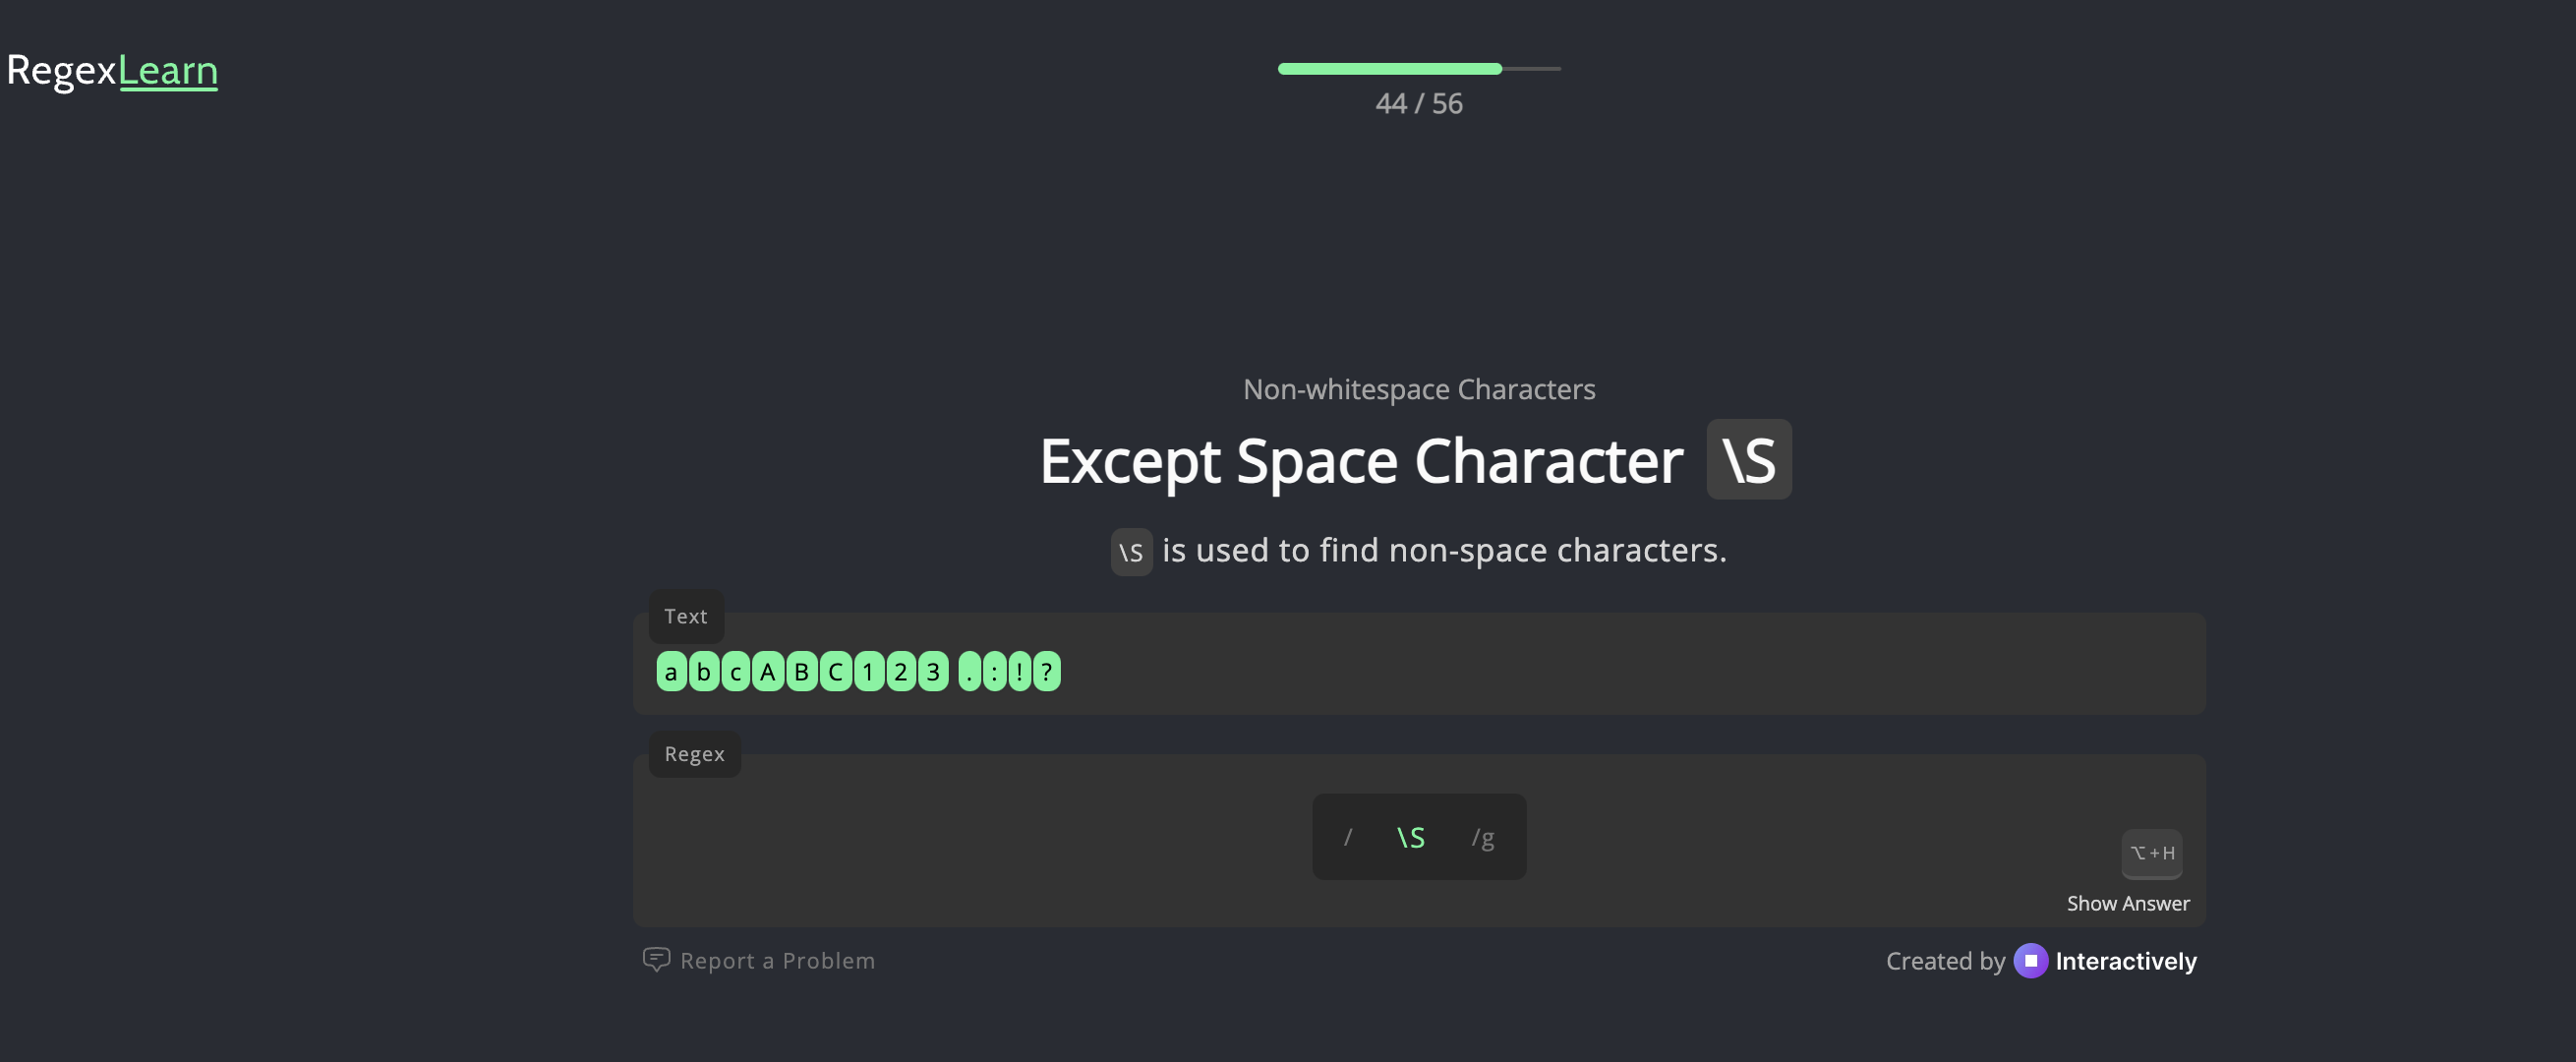 RegexLearn
44 / 56
Non-whitespace Characters
Except Space Character \S
\S is used to find non-space characters.
Text
abcABC123 .:!?
Regex
/ \S /g
⌥+H
Show Answer
Report a Problem
Created by Interactively